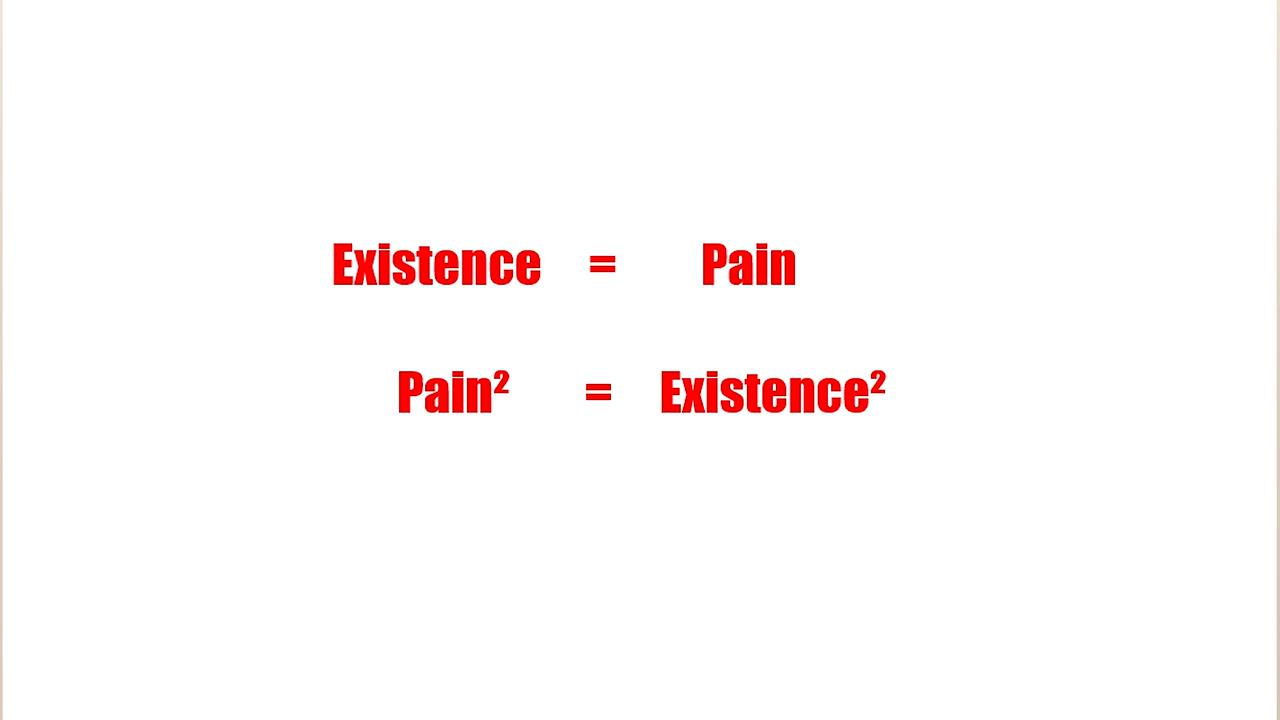 Existence = Pain
Pain² = Existence²